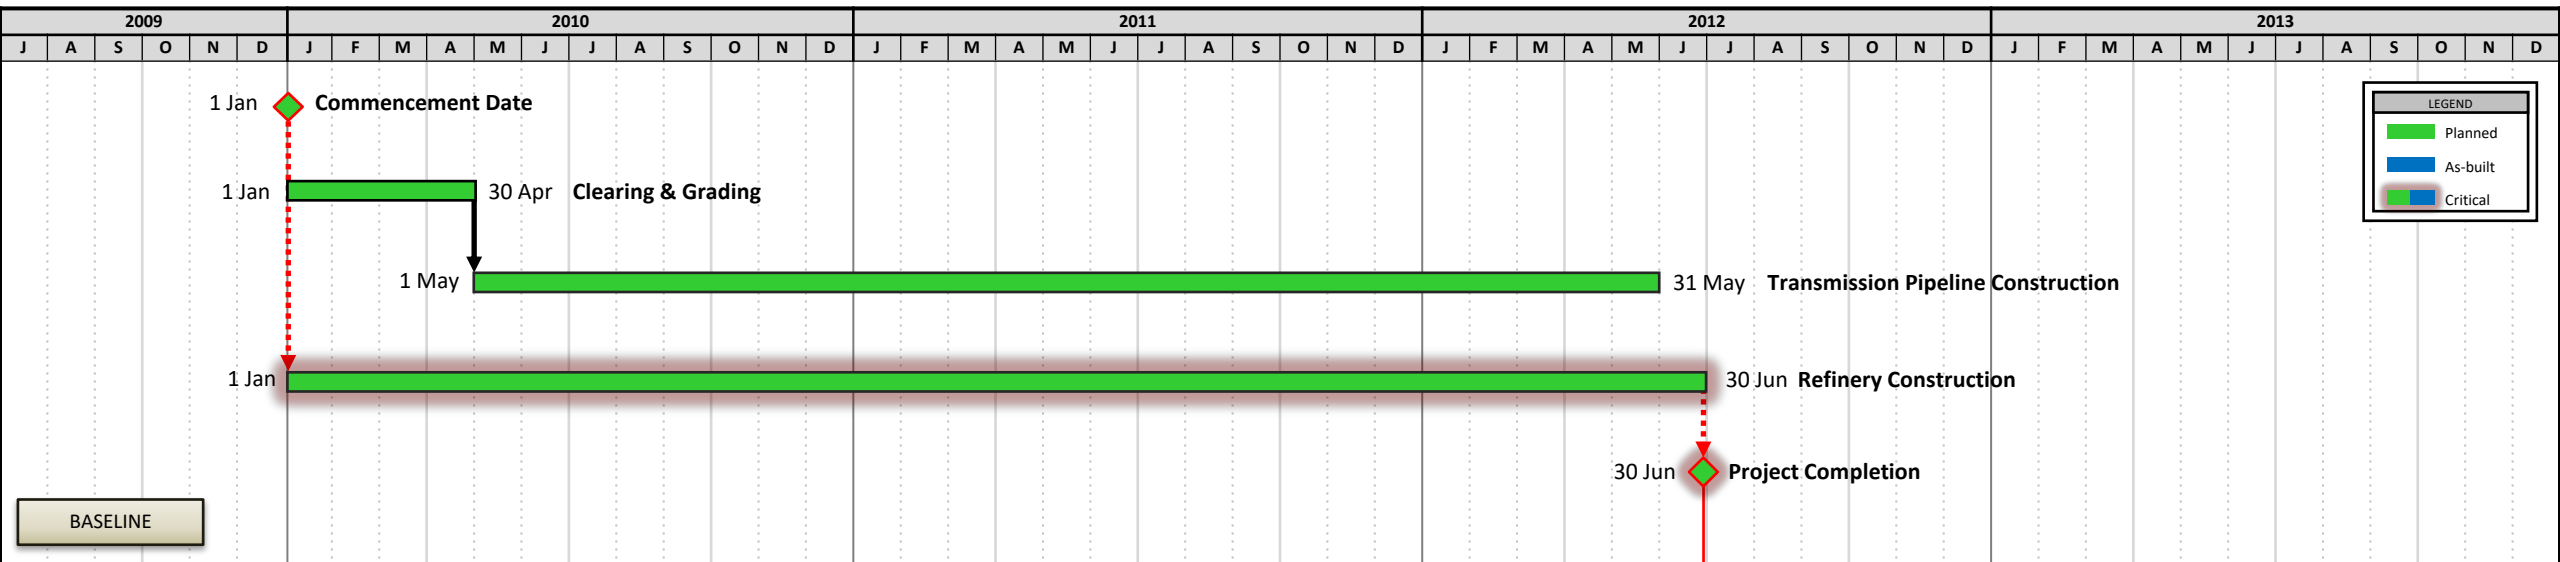 2009 2010 2011 2012 2013
J A S O N D J F M A M J J A S O N D J F M A M J J A S O N D J F M A M J J A S O N D J F M A M J J A S O N D
1 Jan Commencement Date
LEGEND
Planned
As-built
Critical
1 Jan 30 Apr Clearing & Grading
1 May 31 May Transmission Pipeline Construction
1 Jan 30 Jun Refinery Construction
30 Jun Project Completion
BASELINE